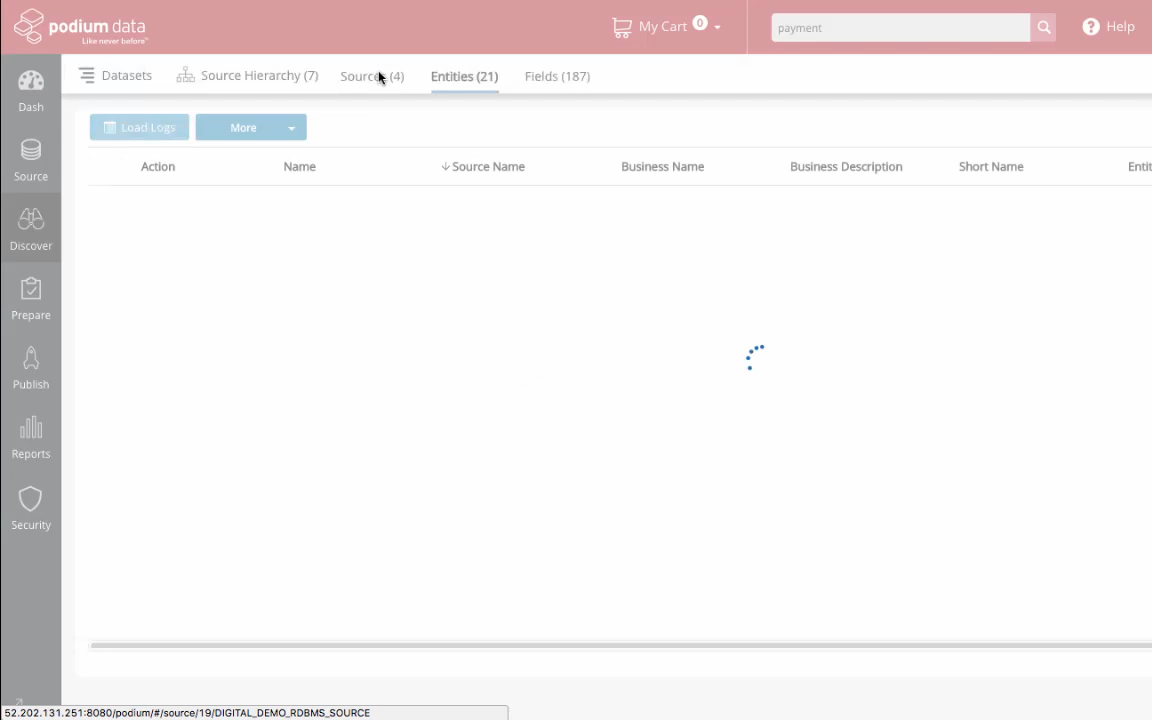 podium data
Like never before™
My Cart 0
payment
Help
Dash
Source
Discover
Prepare
Publish
Reports
Security
Datasets
Source Hierarchy (7)
(4)
Entities (21)
Fields (187)
Load Logs
More
Action
Name
Source Name
Business Name
Business Description
Short Name
Entit
52.202.131.251:8080/podium/#/source/19/DIGITAL_DEMO_RDBMS_SOURCE